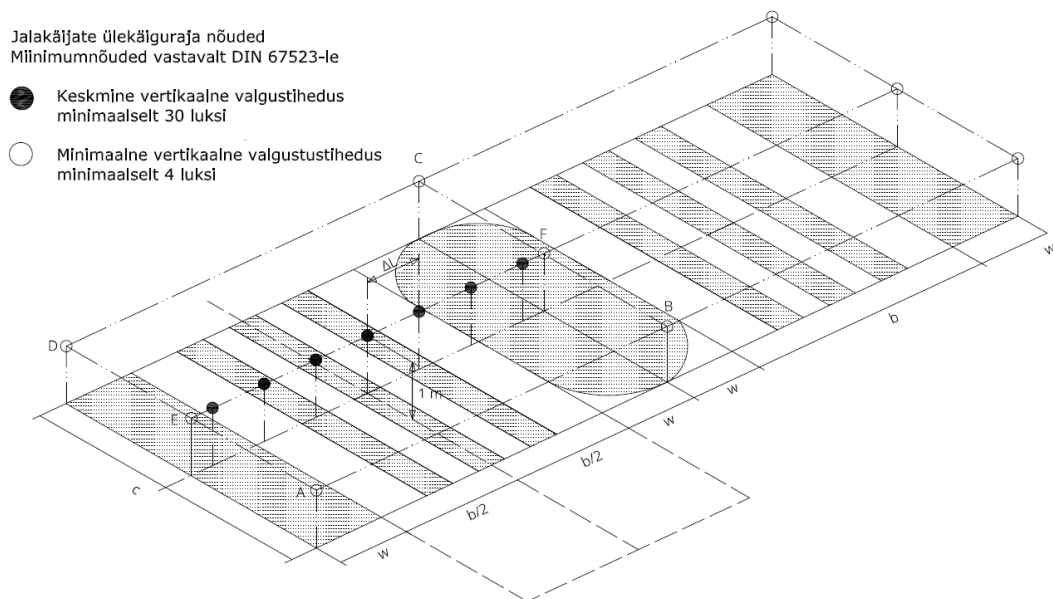 Jalakäijate ülekäiguraja nõuded
Miinimumnõuded vastavalt DIN 67523-le
Keskmine vertikaalne valgustihedus
minimaalselt 30 luksi
Minimaalne vertikaalne valgustustihedus
minimaalselt 4 luksi
C
F
ΔL
B
D
1 m
E
A
c
w
b
w
w
b/2
b/2
w